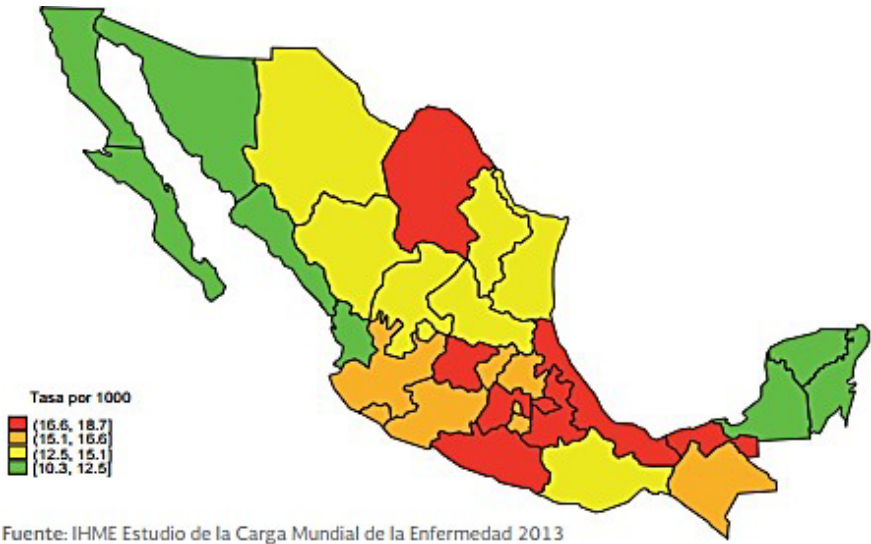 Tasa por 1000
(16.6, 18.7]
(15.1, 16.6]
(12.5, 15.1]
[10.3, 12.5]
Fuente: IHME Estudio de la Carga Mundial de la Enfermedad 2013